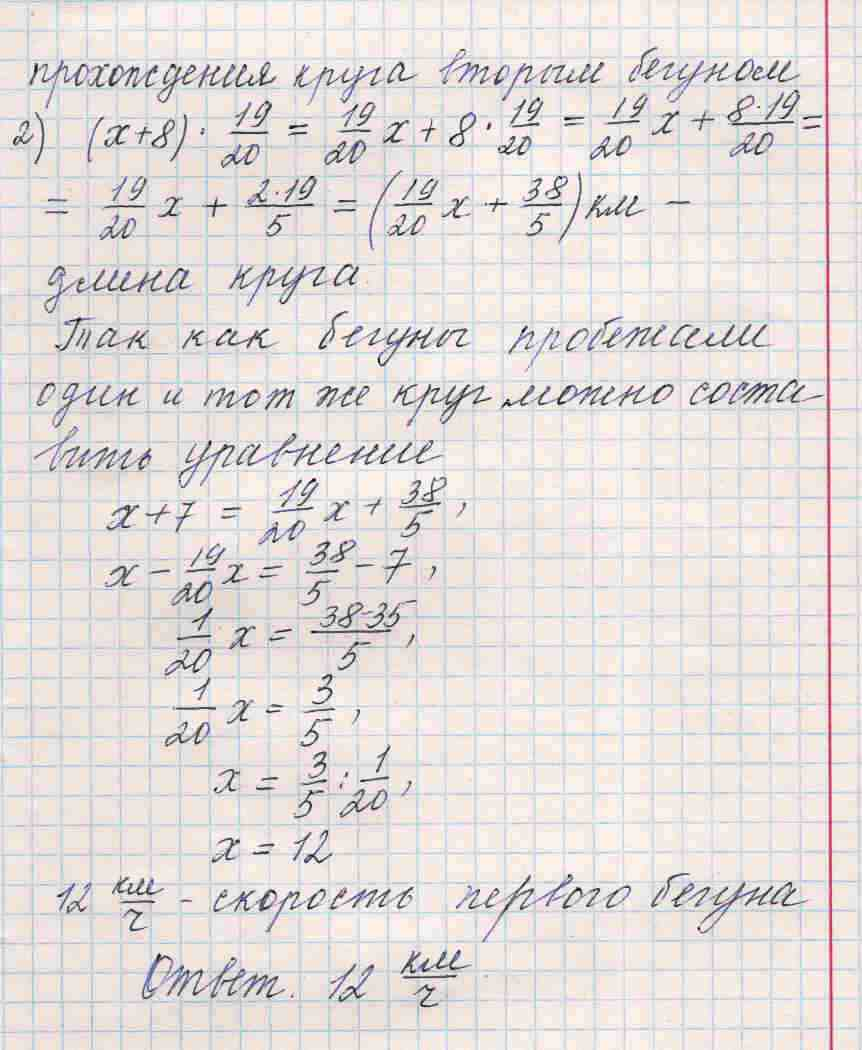 прохождения круга вторым бегуном
2) (x+8) · 19/20 = 19/20 x + 8 · 19/20 = 19/20 x + 8·19/20 =
= 19/20 x + 2·19/5 = (19/20 x + 38/5) км –
длина круга.
Так как бегуны пробежали
один и тот же круг можно соста-
вить уравнение
x+7 = 19/20 x + 38/5,
x – 19/20 x = 38/5 – 7,
1/20 x = 38-35/5,
1/20 x = 3/5,
x = 3/5 : 1/20,
x = 12
12 км/ч – скорость первого бегуна
Ответ. 12 км/ч